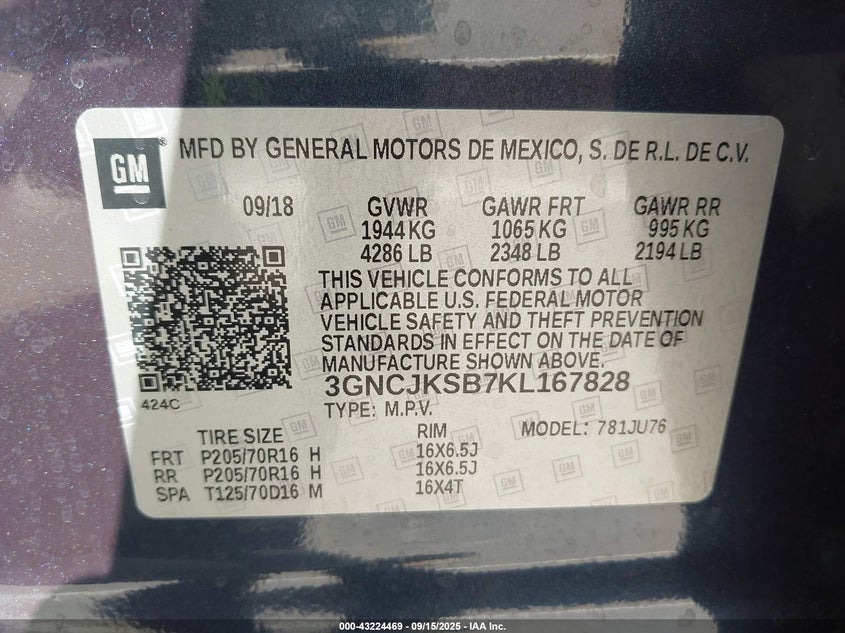 GM ® MFD BY GENERAL MOTORS DE MEXICO, S. DE R.L. DE C.V.
09/18 GVWR GAWR FRT GAWR RR
1944 KG 1065 KG 995 KG
4286 LB 2348 LB 2194 LB
THIS VEHICLE CONFORMS TO ALL
APPLICABLE U.S. FEDERAL MOTOR
VEHICLE SAFETY AND THEFT PREVENTION
STANDARDS IN EFFECT ON THE DATE OF
MANUFACTURE SHOWN ABOVE.
3GNCJKSB7KL167828
424C
TYPE: M.P.V.
TIRE SIZE RIM MODEL: 781JU76
FRT P205/70R16 H 16X6.5J
RR P205/70R16 H 16X6.5J
SPA T125/70D16 M 16X4T
000-43224469 - 09/15/2025 - IAA Inc.